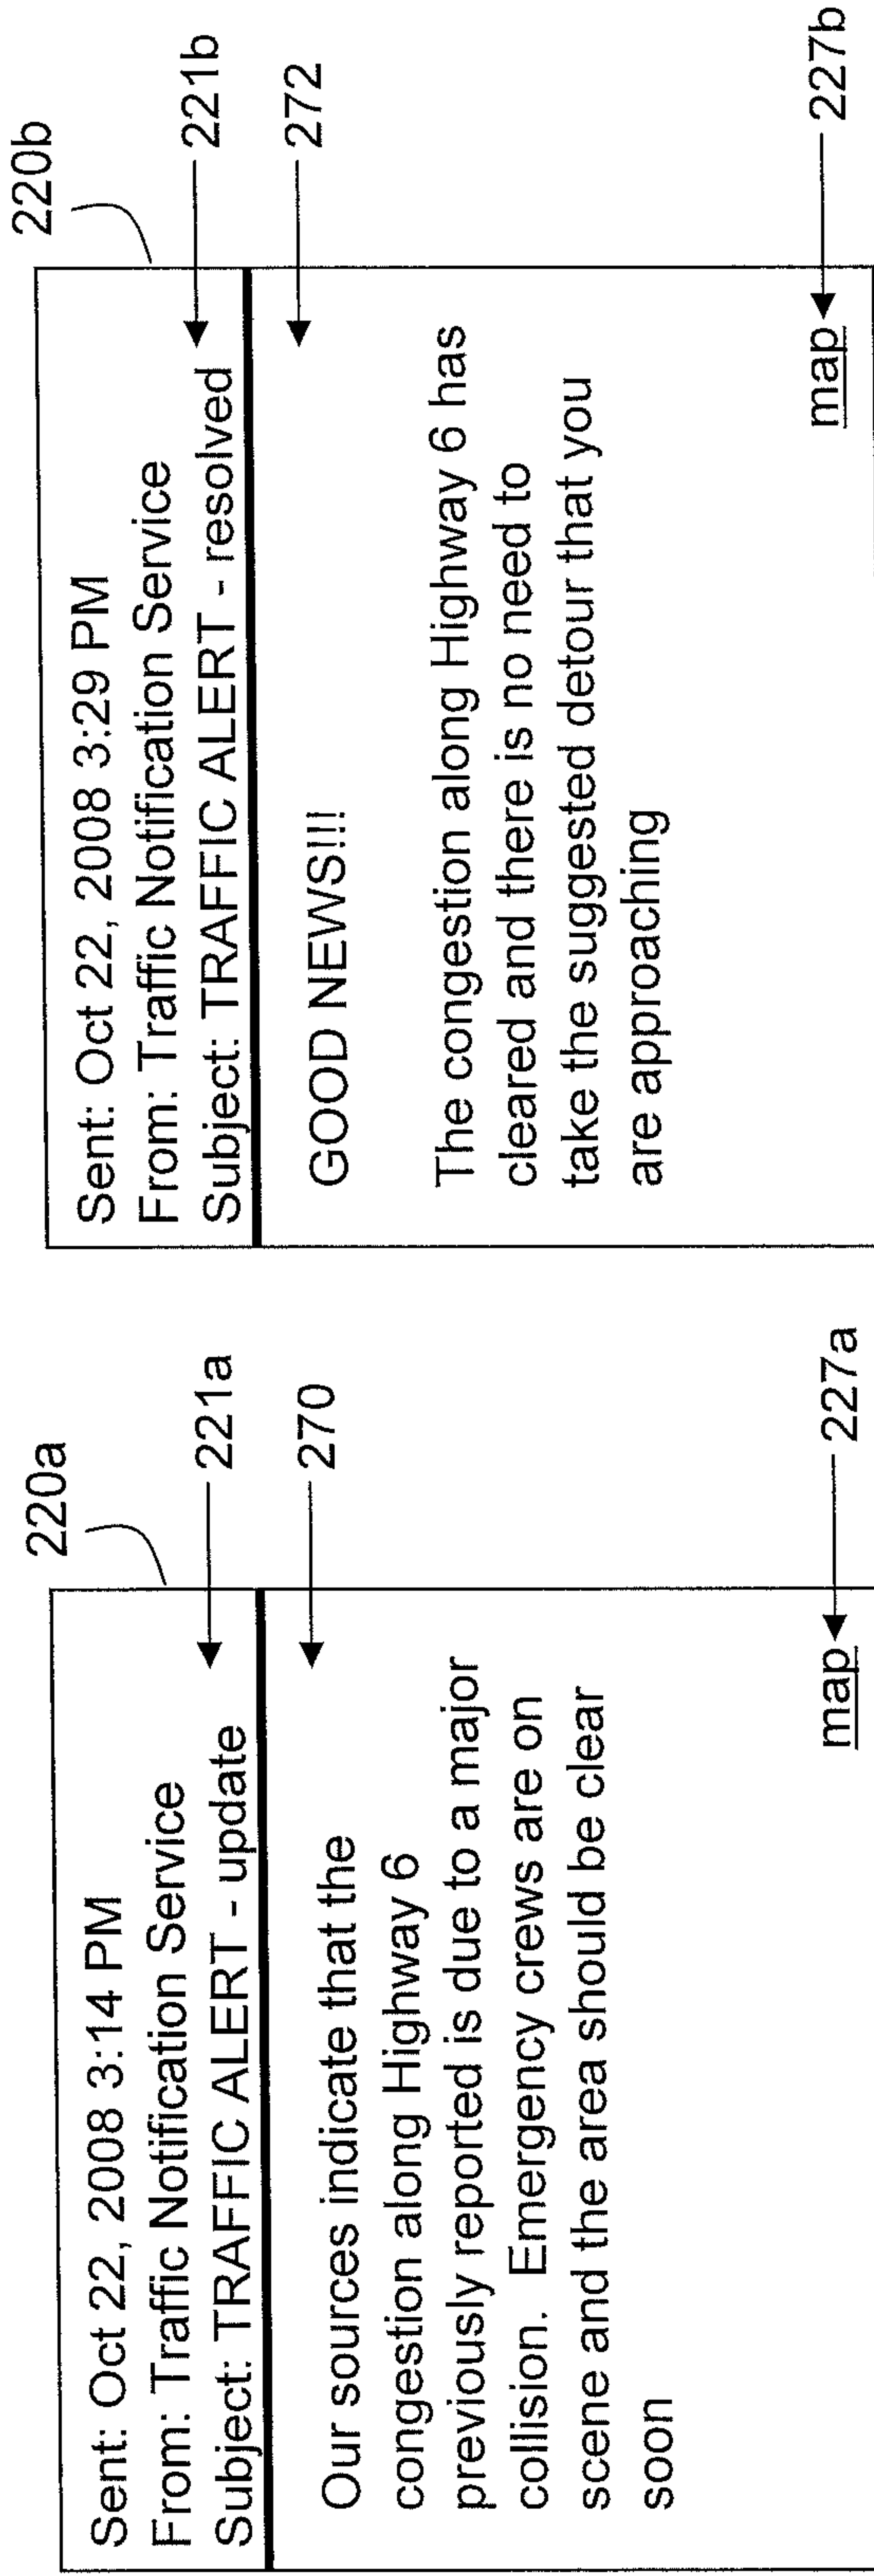 220a
Sent: Oct 22, 2008 3:14 PM
From: Traffic Notification Service
Subject: TRAFFIC ALERT - update
221a
270
Our sources indicate that the
congestion along Highway 6
previously reported is due to a major
collision. Emergency crews are on
scene and the area should be clear
soon
map
227a
220b
Sent: Oct 22, 2008 3:29 PM
From: Traffic Notification Service
Subject: TRAFFIC ALERT - resolved
221b
272
GOOD NEWS!!!
The congestion along Highway 6 has
cleared and there is no need to
take the suggested detour that you
are approaching
map
227b